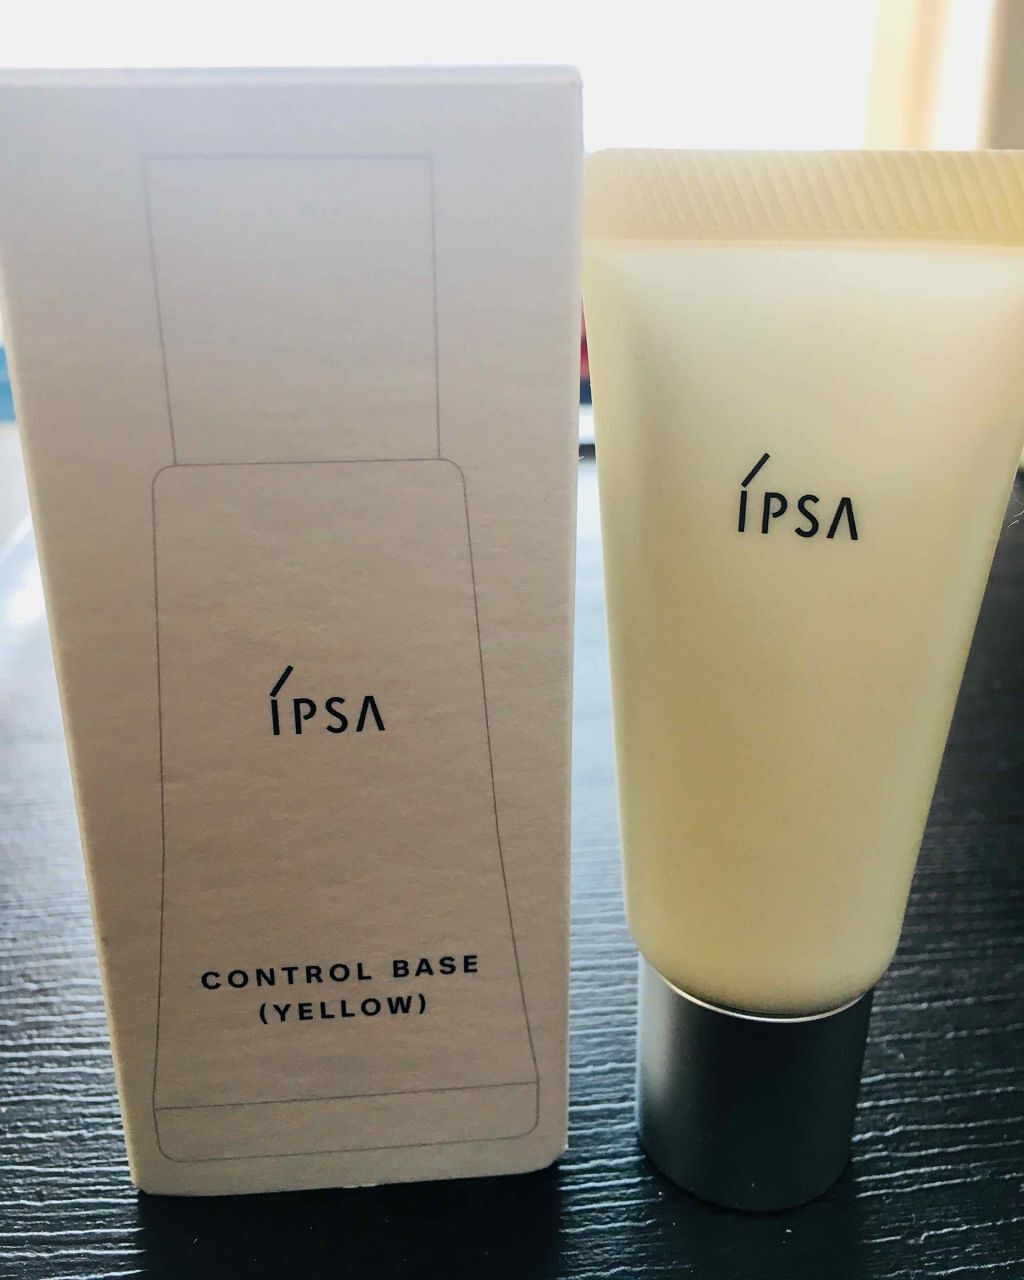 ÍPSA
CONTROL BASE
(YELLOW)
ÍPSA